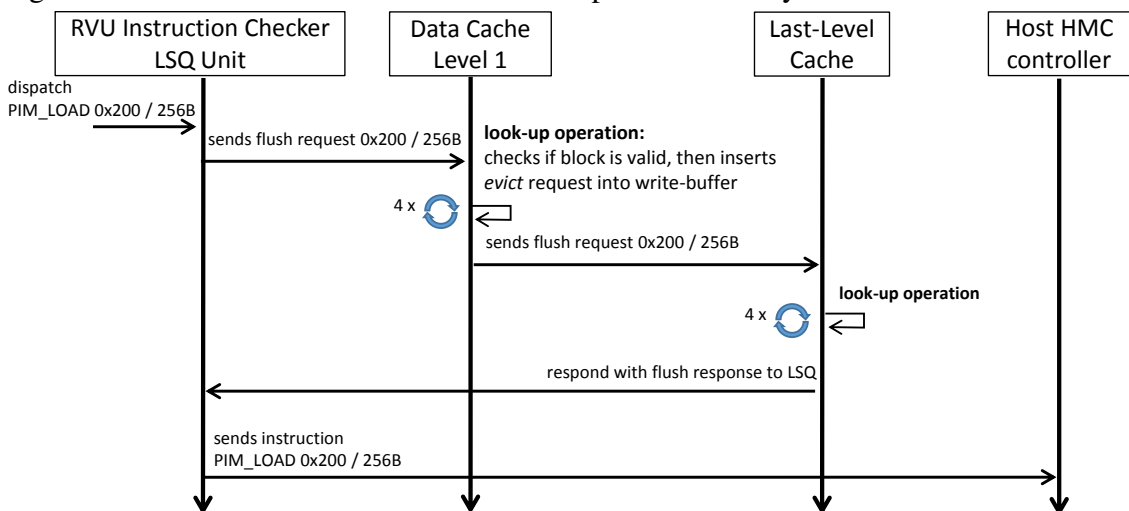 RVU Instruction Checker
LSQ Unit
Data Cache
Level 1
Last-Level
Cache
Host HMC
controller
dispatch
PIM_LOAD 0x200 / 256B
sends flush request 0x200 / 256B
look-up operation:
checks if block is valid, then inserts
evict request into write-buffer
4 x
sends flush request 0x200 / 256B
look-up operation
4 x
respond with flush response to LSQ
sends instruction
PIM_LOAD 0x200 / 256B